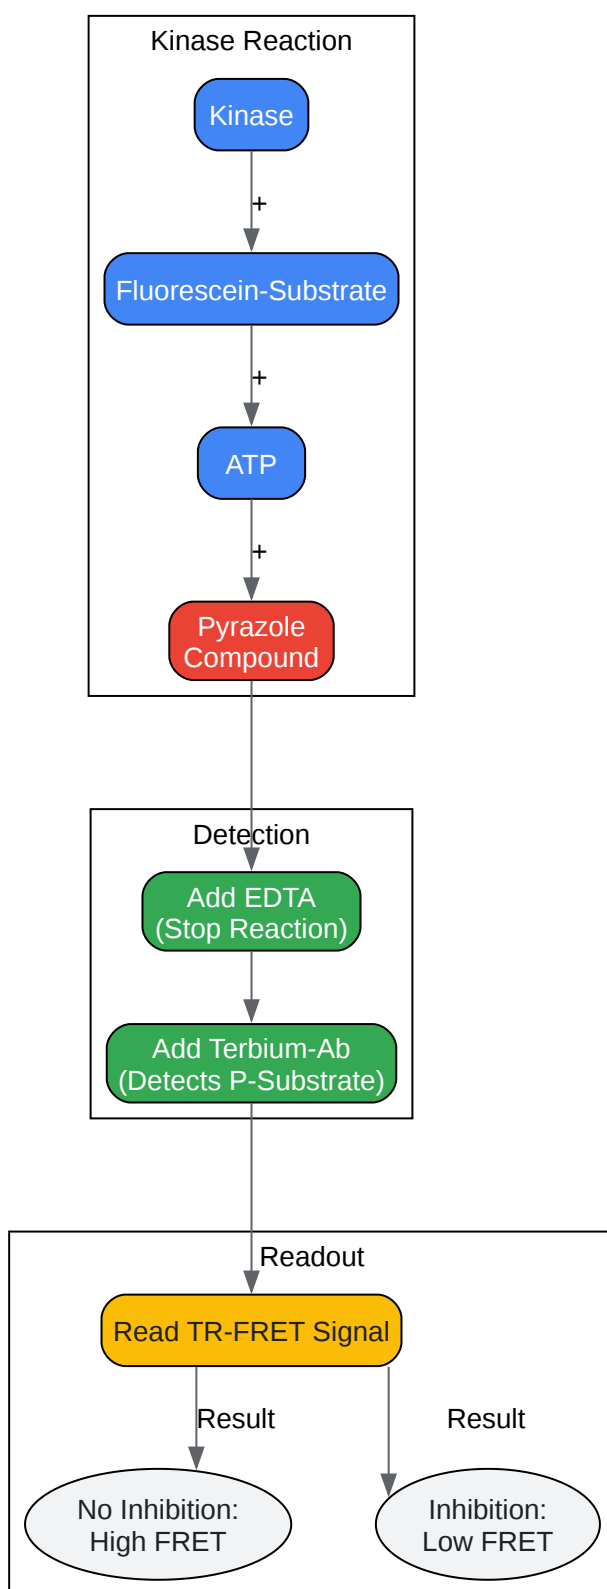 Kinase Reaction
Kinase
+
Fluorescein-Substrate
+
ATP
+
Pyrazole
Compound
Detection
Add EDTA
(Stop Reaction)
Add Terbium-Ab
(Detects P-Substrate)
Readout
Read TR-FRET Signal
Result
Result
No Inhibition:
High FRET
Inhibition:
Low FRET